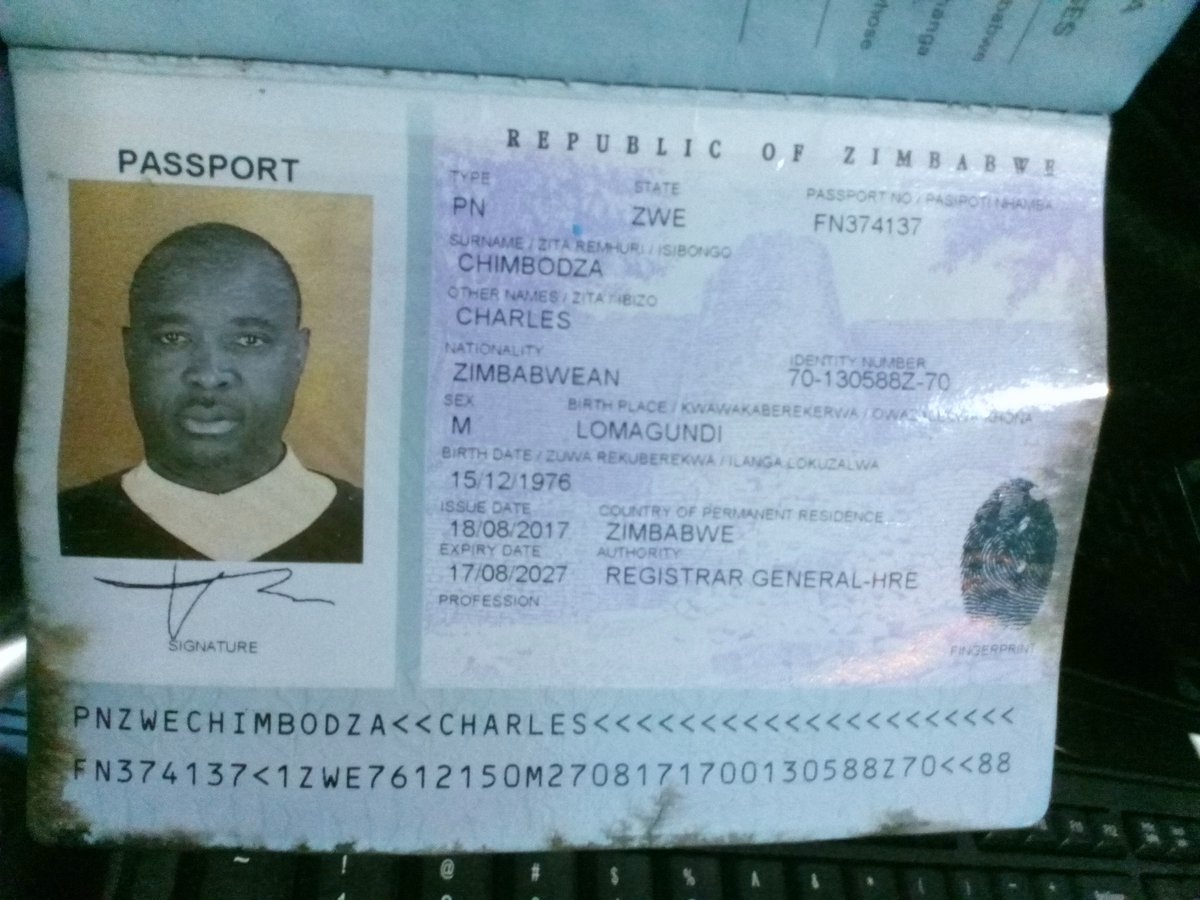 PASSPORT
REPUBLIC OF ZIMBABWE
TYPE STATE PASSPORT NO / PASIPOTI NHAMBA
PN ZWE FN374137
SURNAME / ZITA REMHURI / ISIBONGO
CHIMBODZA
OTHER NAMES / ZITA / IBIZO
CHARLES
NATIONALITY IDENTITY NUMBER
ZIMBABWEAN 70-130588Z-70
SEX BIRTH PLACE / KWAWAKABEREKERWA /
M LOMAGUNDI
BIRTH DATE / ZUWA REKUBEREKWA / ILANGA LOKUZALWA
15/12/1976
ISSUE DATE COUNTRY OF PERMANENT RESIDENCE
18/08/2017 ZIMBABWE
EXPIRY DATE AUTHORITY
17/08/2027 REGISTRAR GENERAL-HRE
PROFESSION
SIGNATURE
FINGERPRINT
PNZWECHIMBODZA<<CHARLES<<<<<<<<<<<<<<<<<<<<<
FN374137<1ZWE7612150M2708171700130588Z70<<88
~ ! @ # $ % & *